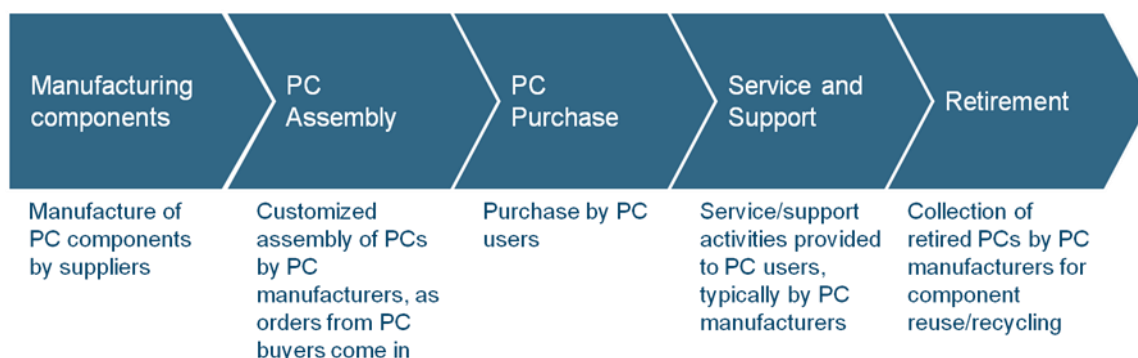 Manufacturing
components
PC
Assembly
PC
Purchase
Service and
Support
Retirement
Manufacture of
PC components
by suppliers
Customized
assembly of PCs
by PC
manufacturers, as
orders from PC
buyers come in
Purchase by PC
users
Service/support
activities provided
to PC users,
typically by PC
manufacturers
Collection of
retired PCs by PC
manufacturers for
component
reuse/recycling